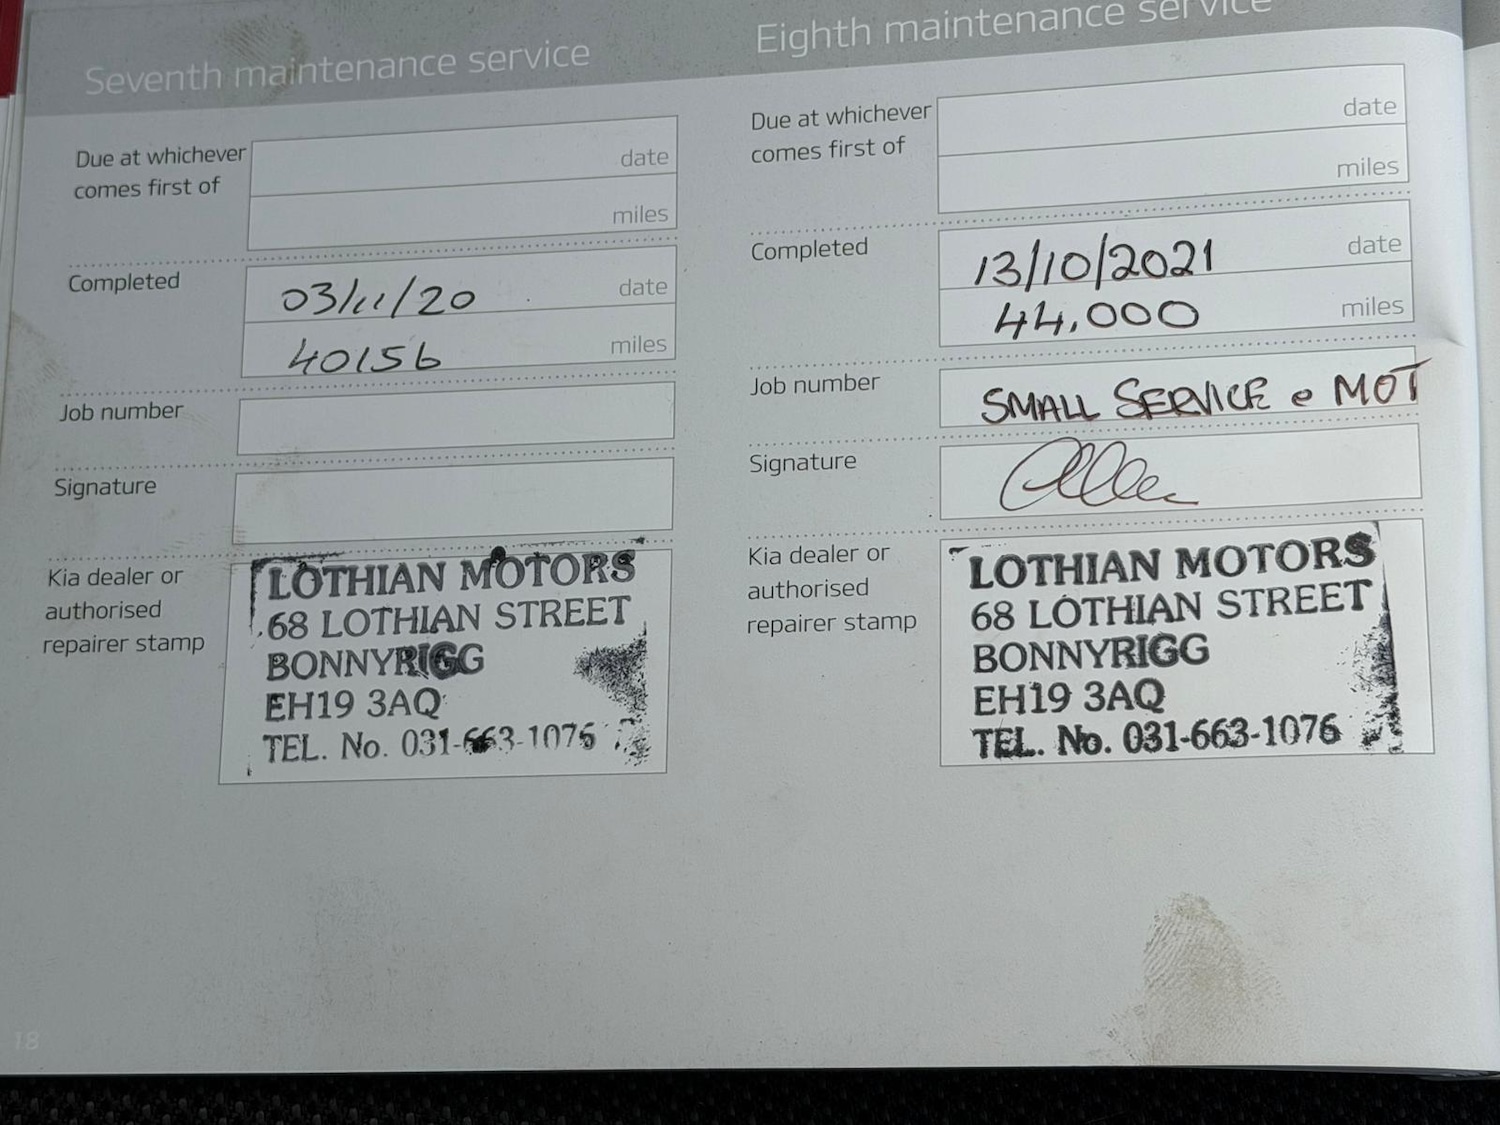 Seventh maintenance service
Due at whichever
comes first of
date
miles
Completed
03/11/20 date
40156 miles
Job number
Signature
Kia dealer or
authorised
repairer stamp
LOTHIAN MOTORS
68 LOTHIAN STREET
BONNYRIGG
EH19 3AQ
TEL. No. 031-663-1076
Eighth maintenance service
Due at whichever
comes first of
date
miles
Completed
13/10/2021 date
44,000 miles
Job number
SMALL SERVICE e MOT
Signature
Kia dealer or
authorised
repairer stamp
LOTHIAN MOTORS
68 LOTHIAN STREET
BONNYRIGG
EH19 3AQ
TEL. No. 031-663-1076
18